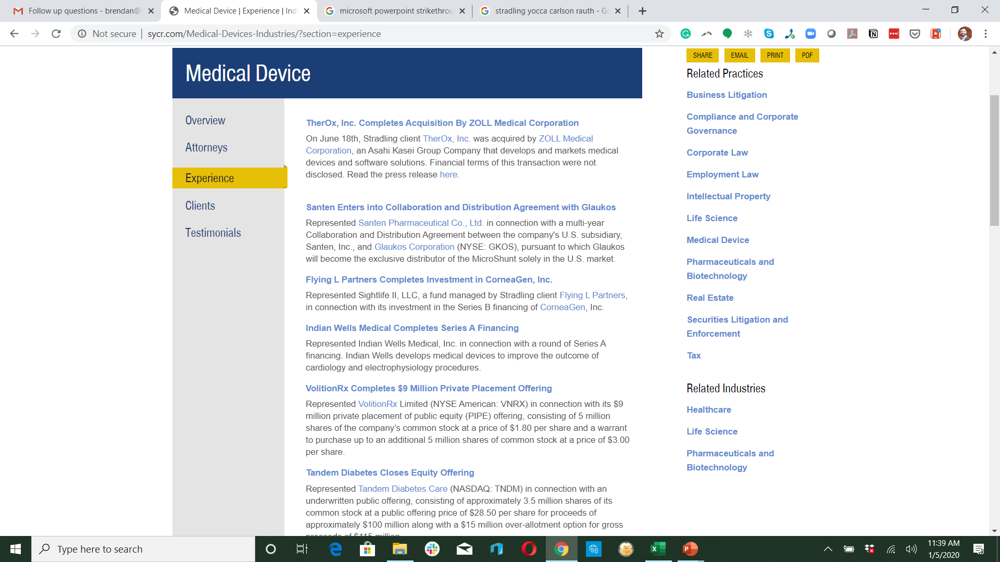 Follow up questions - brendan@
Medical Device | Experience | Ind
microsoft powerpoint strikethrou
stradling yocca carlson rauth - Go
Not secure | sycr.com/Medical-Devices-Industries/?section=experience
Medical Device
Overview
Attorneys
Experience
Clients
Testimonials
TherOx, Inc. Completes Acquisition By ZOLL Medical Corporation
On June 18th, Stradling client TherOx, Inc. was acquired by ZOLL Medical
Corporation, an Asahi Kasei Group Company that develops and markets medical
devices and software solutions. Financial terms of this transaction were not
disclosed. Read the press release here.
Santen Enters into Collaboration and Distribution Agreement with Glaukos
Represented Santen Pharmaceutical Co., Ltd. in connection with a multi-year
Collaboration and Distribution Agreement between the company's U.S. subsidiary,
Santen, Inc., and Glaukos Corporation (NYSE: GKOS), pursuant to which Glaukos
will become the exclusive distributor of the MicroShunt solely in the U.S. market.
Flying L Partners Completes Investment in CorneaGen, Inc.
Represented Sightlife II, LLC, a fund managed by Stradling client Flying L Partners,
in connection with its investment in the Series B financing of CorneaGen, Inc.
Indian Wells Medical Completes Series A Financing
Represented Indian Wells Medical, Inc. in connection with a round of Series A
financing. Indian Wells develops medical devices to improve the outcome of
cardiology and electrophysiology procedures.
VolitionRx Completes $9 Million Private Placement Offering
Represented VolitionRx Limited (NYSE American: VNRX) in connection with its $9
million private placement of public equity (PIPE) offering, consisting of 5 million
shares of the company’s common stock at a price of $1.80 per share and a warrant
to purchase up to an additional 5 million shares of common stock at a price of $3.00
per share.
Tandem Diabetes Closes Equity Offering
Represented Tandem Diabetes Care (NASDAQ: TNDM) in connection with an
underwritten public offering, consisting of approximately 3.5 million shares of its
common stock at a public offering price of $28.50 per share for proceeds of
approximately $100 million along with a $15 million over-allotment option for gross
proceeds of $115 million
SHARE
EMAIL
PRINT
PDF
Related Practices
Business Litigation
Compliance and Corporate
Governance
Corporate Law
Employment Law
Intellectual Property
Life Science
Medical Device
Pharmaceuticals and
Biotechnology
Real Estate
Securities Litigation and
Enforcement
Tax
Related Industries
Healthcare
Life Science
Pharmaceuticals and
Biotechnology
Type here to search
11:39 AM
1/5/2020